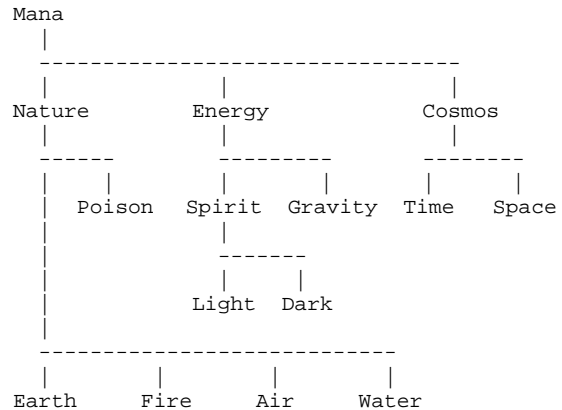 Mana
Nature Energy Cosmos
Poison Spirit Gravity Time Space
Light Dark
Earth Fire Air Water